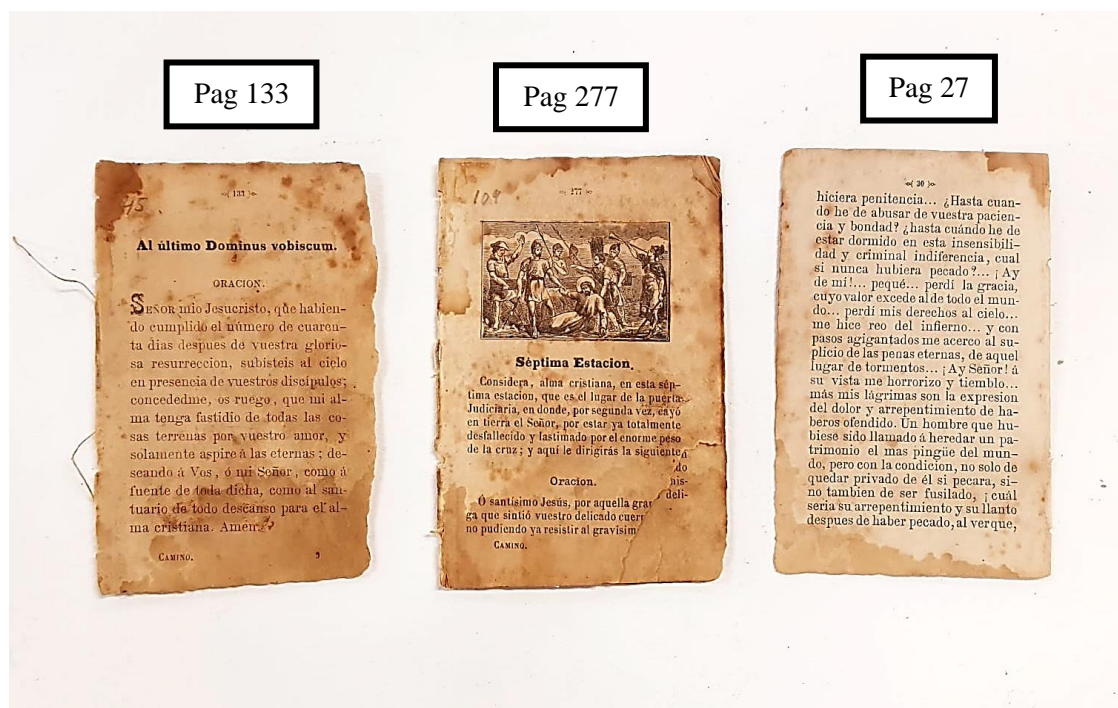 Pag 133
133
45
Al último Dominus vobiscum.
ORACION.
SEÑOR mio Jesucristo, que habien-
do cumplido el número de cuaren-
ta dias despues de vuestra glorio-
sa resurreccion, subísteis al cielo
en presencia de vuestros discípulos;
concededme, os ruego, que mi al-
ma tenga fastidio de todas las co-
sas terrenas por vuestro amor, y
solamente aspire á las eternas; de-
seando á Vos, ó mi Señor, como á
fuente de toda dicha, como al san-
tuario de todo descanso para el al-
ma cristiana. Amén.
CAMINO. 9
Pag 277
277
109
Séptima Estacion.
Considera, alma cristiana, en esta sép-
tima estacion, que es el lugar de la puerta
Judiciaria, en donde, por segunda vez, cayó
en tierra el Señor, por estar ya totalmente
desfallecido y lastimado por el enorme peso
de la cruz; y aquí le dirigirás la siguiente
do
Oracion. nis-
deli-
Ó santísimo Jesús, por aquella gran
ga que sintió vuestro delicado cuerp
no pudiendo ya resistir al gravísim
CAMINO.
Pag 27
30
hiciera penitencia... ¿Hasta cuan-
do he de abusar de vuestra pacien-
cia y bondad? ¿hasta cuándo he de
estar dormido en esta insensibili-
dad y criminal indiferencia, cual
si nunca hubiera pecado?... ¡Ay
de mí!... pequé... perdí la gracia,
cuyo valor excede al de todo el mun-
do... perdí mis derechos al cielo...
me hice reo del infierno... y con
pasos agigantados me acerco al su-
plicio de las penas eternas, de aquel
lugar de tormentos... ¡Ay Señor! á
su vista me horrorizo y tiemblo...
más mis lágrimas son la expresion
del dolor y arrepentimiento de ha-
beros ofendido. Un hombre que hu-
biese sido llamado á heredar un pa-
trimonio el mas pingüe del mun-
do, pero con la condicion, no solo de
quedar privado de él si pecara, si-
no tambien de ser fusilado, ¡cuál
seria su arrepentimiento y su llanto
despues de haber pecado, al ver que,